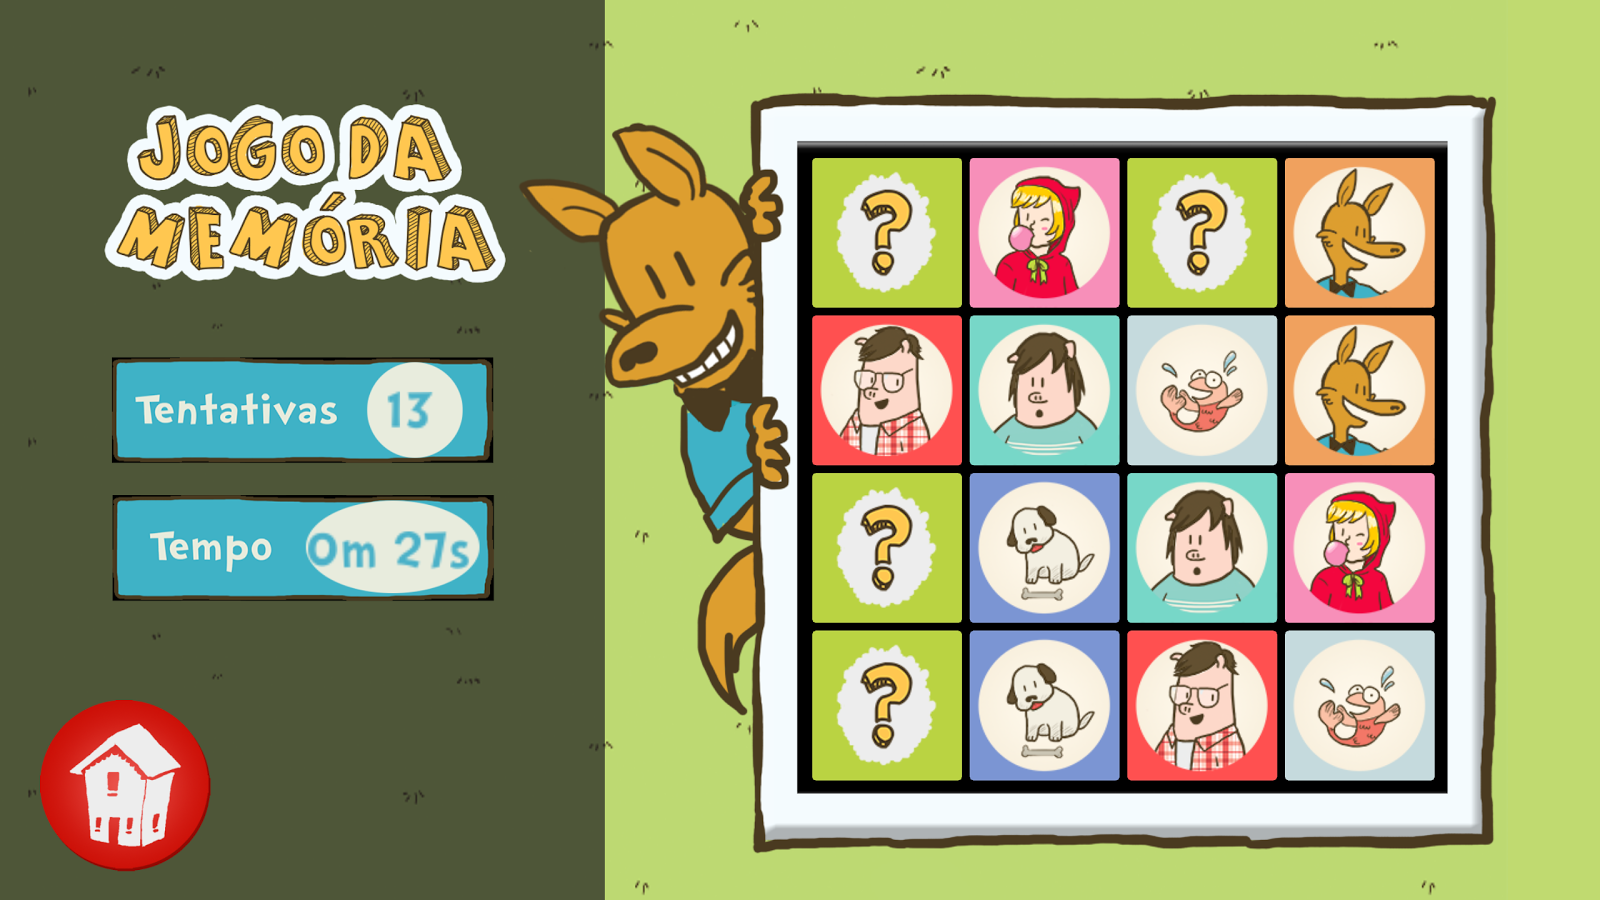 JOGO DA
MEMÓRIA
Tentativas 13
Tempo 0m 27s
?
?
?
?